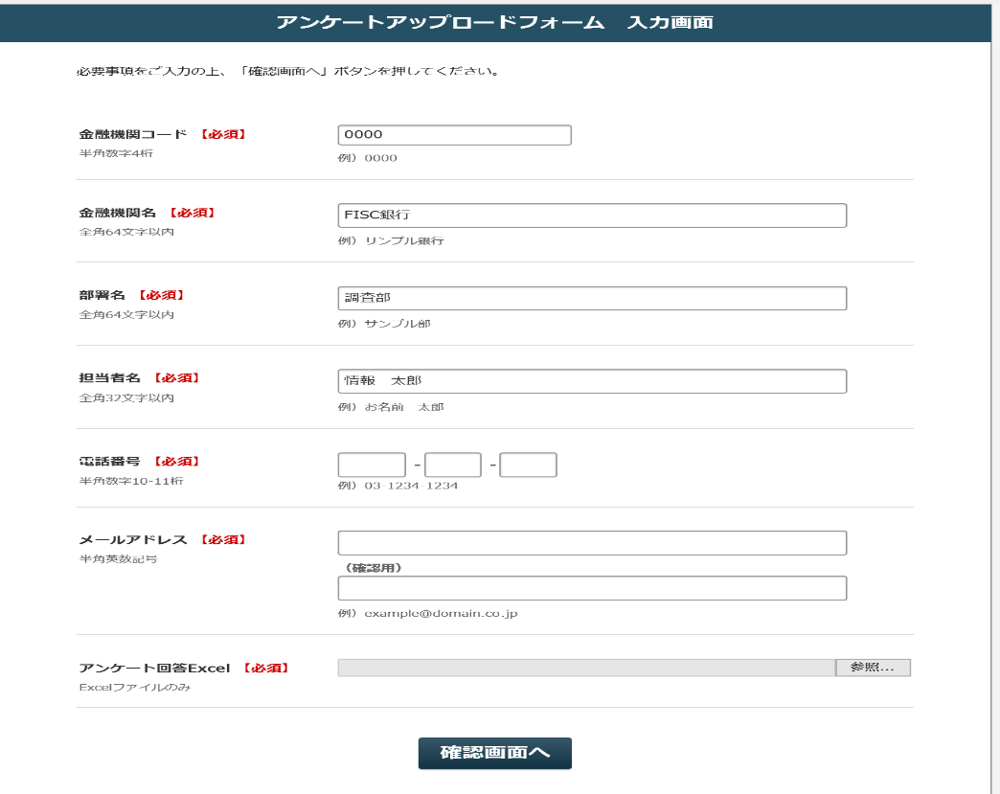 アンケートアップロードフォーム　入力画面
必要事項をご入力の上、「確認画面へ」ボタンを押してください。
金融機関コード 【必須】
半角数字4桁
0000
例）0000
金融機関名 【必須】
全角64文字以内
FISC銀行
例）リンプル銀行
部署名 【必須】
全角64文字以内
調査部
例）サンプル部
担当者名 【必須】
全角32文字以内
情報　太郎
例）お名前　太郎
電話番号 【必須】
半角数字10-11桁
- -
例）03-1234-1234
メールアドレス 【必須】
半角英数記号
（確認用）
例）example@domain.co.jp
アンケート回答Excel 【必須】
Excelファイルのみ
参照...
確認画面へ